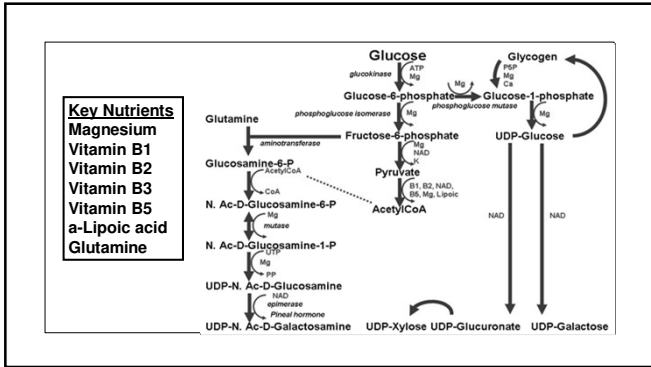 Key Nutrients
Magnesium
Vitamin B1
Vitamin B2
Vitamin B3
Vitamin B5
a-Lipoic acid
Glutamine
Glucose
glucokinase
ATP
Mg
Glucose-6-phosphate
Mg
phosphoglucose mutase
Glucose-1-phosphate
Glycogen
P5P
Mg
Ca
Mg
UDP-Glucose
phosphoglucose isomerase
Mg
Fructose-6-phosphate
Mg
NAD
K
Pyruvate
B1, B2, NAD,
B5, Mg, Lipoic
AcetylCoA
Glutamine
aminotransferase
Glucosamine-6-P
AcetylCoA
CoA
N. Ac-D-Glucosamine-6-P
Mg
mutase
N. Ac-D-Glucosamine-1-P
UTP
Mg
PP
UDP-N. Ac-D-Glucosamine
NAD
epimerase
Pineal hormone
UDP-N. Ac-D-Galactosamine
NAD
NAD
UDP-Xylose
UDP-Glucuronate
UDP-Galactose